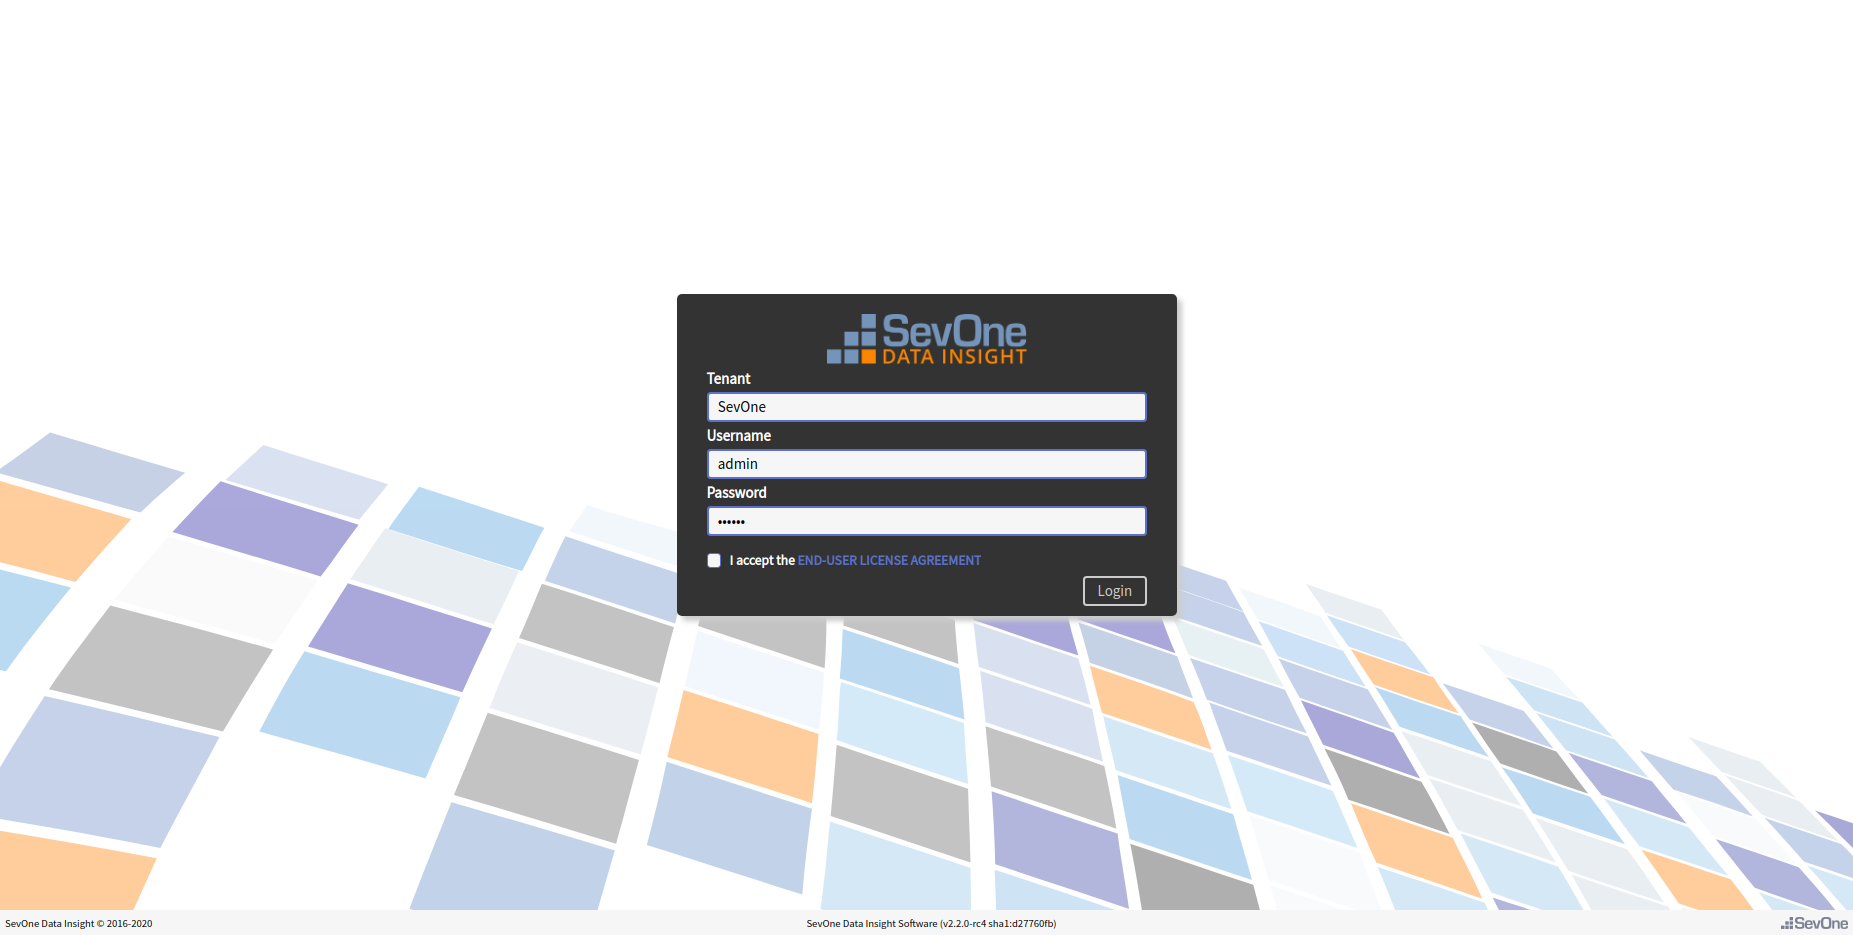 SevOne
DATA INSIGHT
Tenant
SevOne
Username
admin
Password
••••••
I accept the END-USER LICENSE AGREEMENT
Login
SevOne Data Insight © 2016-2020
SevOne Data Insight Software (v2.2.0-rc4 sha1:d27760fb)
SevOne